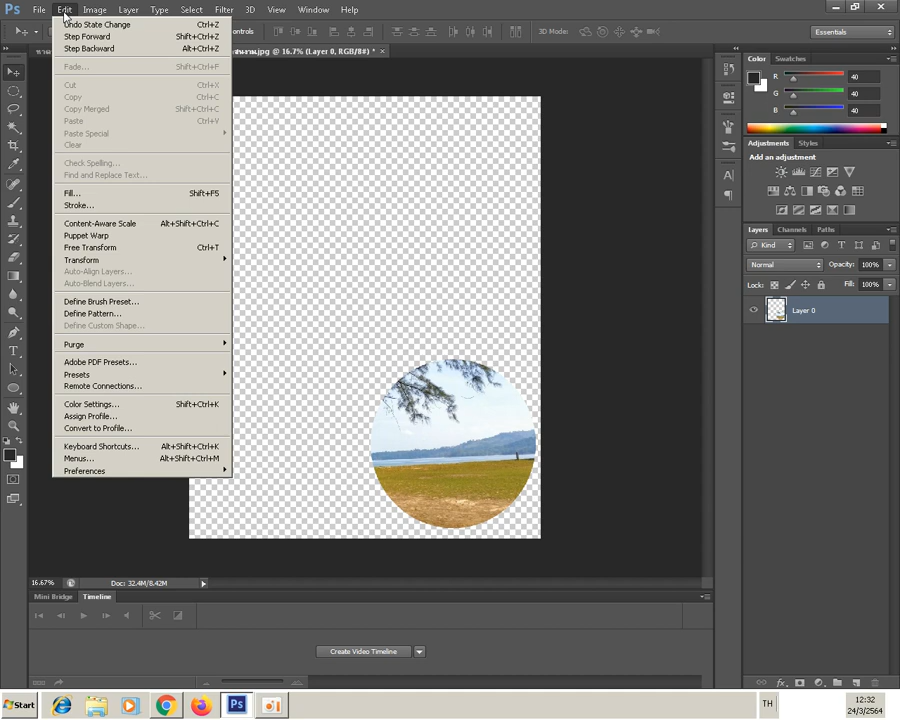 Ps File Edit Image Layer Type Select Filter 3D View Window Help
controls 3D Mode: Essentials
.jpg @ 16.7% (Layer 0, RGB/8#) * ×
Undo State Change Ctrl+Z
Step Forward Shift+Ctrl+Z
Step Backward Alt+Ctrl+Z
Fade... Shift+Ctrl+F
Cut Ctrl+X
Copy Ctrl+C
Copy Merged Shift+Ctrl+C
Paste Ctrl+V
Paste Special
Clear
Check Spelling...
Find and Replace Text...
Fill... Shift+F5
Stroke...
Content-Aware Scale Alt+Shift+Ctrl+C
Puppet Warp
Free Transform Ctrl+T
Transform
Auto-Align Layers...
Auto-Blend Layers...
Define Brush Preset...
Define Pattern...
Define Custom Shape...
Purge
Adobe PDF Presets...
Presets
Remote Connections...
Color Settings... Shift+Ctrl+K
Assign Profile...
Convert to Profile...
Keyboard Shortcuts... Alt+Shift+Ctrl+K
Menus... Alt+Shift+Ctrl+M
Preferences
Color Swatches
R 40
G 40
B 40
Adjustments Styles
Add an adjustment
Layers Channels Paths
Kind
Normal Opacity: 100%
Lock: Fill: 100%
Layer 0
16.67% Doc: 32.4M/8.42M
Mini Bridge Timeline
Create Video Timeline
Start Ps TH 12:32
24/3/2564